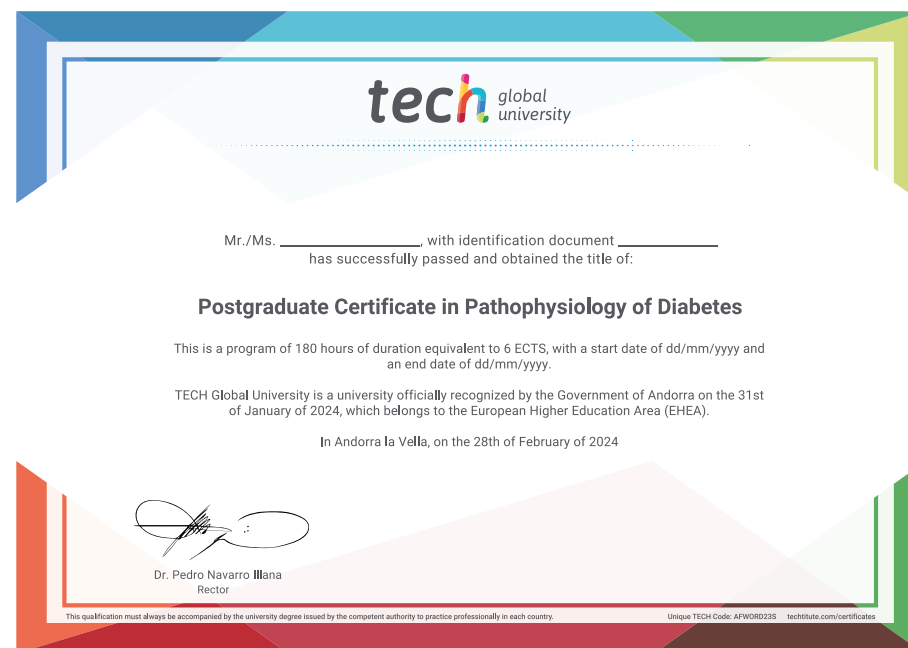 tech global university
Mr./Ms. ____________________, with identification document ______________
has successfully passed and obtained the title of:
Postgraduate Certificate in Pathophysiology of Diabetes
This is a program of 180 hours of duration equivalent to 6 ECTS, with a start date of dd/mm/yyyy and
an end date of dd/mm/yyyy.
TECH Global University is a university officially recognized by the Government of Andorra on the 31st
of January of 2024, which belongs to the European Higher Education Area (EHEA).
In Andorra la Vella, on the 28th of February of 2024
Dr. Pedro Navarro Illana
Rector
This qualification must always be accompanied by the university degree issued by the competent authority to practice professionally in each country.
Unique TECH Code: AFWORD23S techtitute.com/certificates